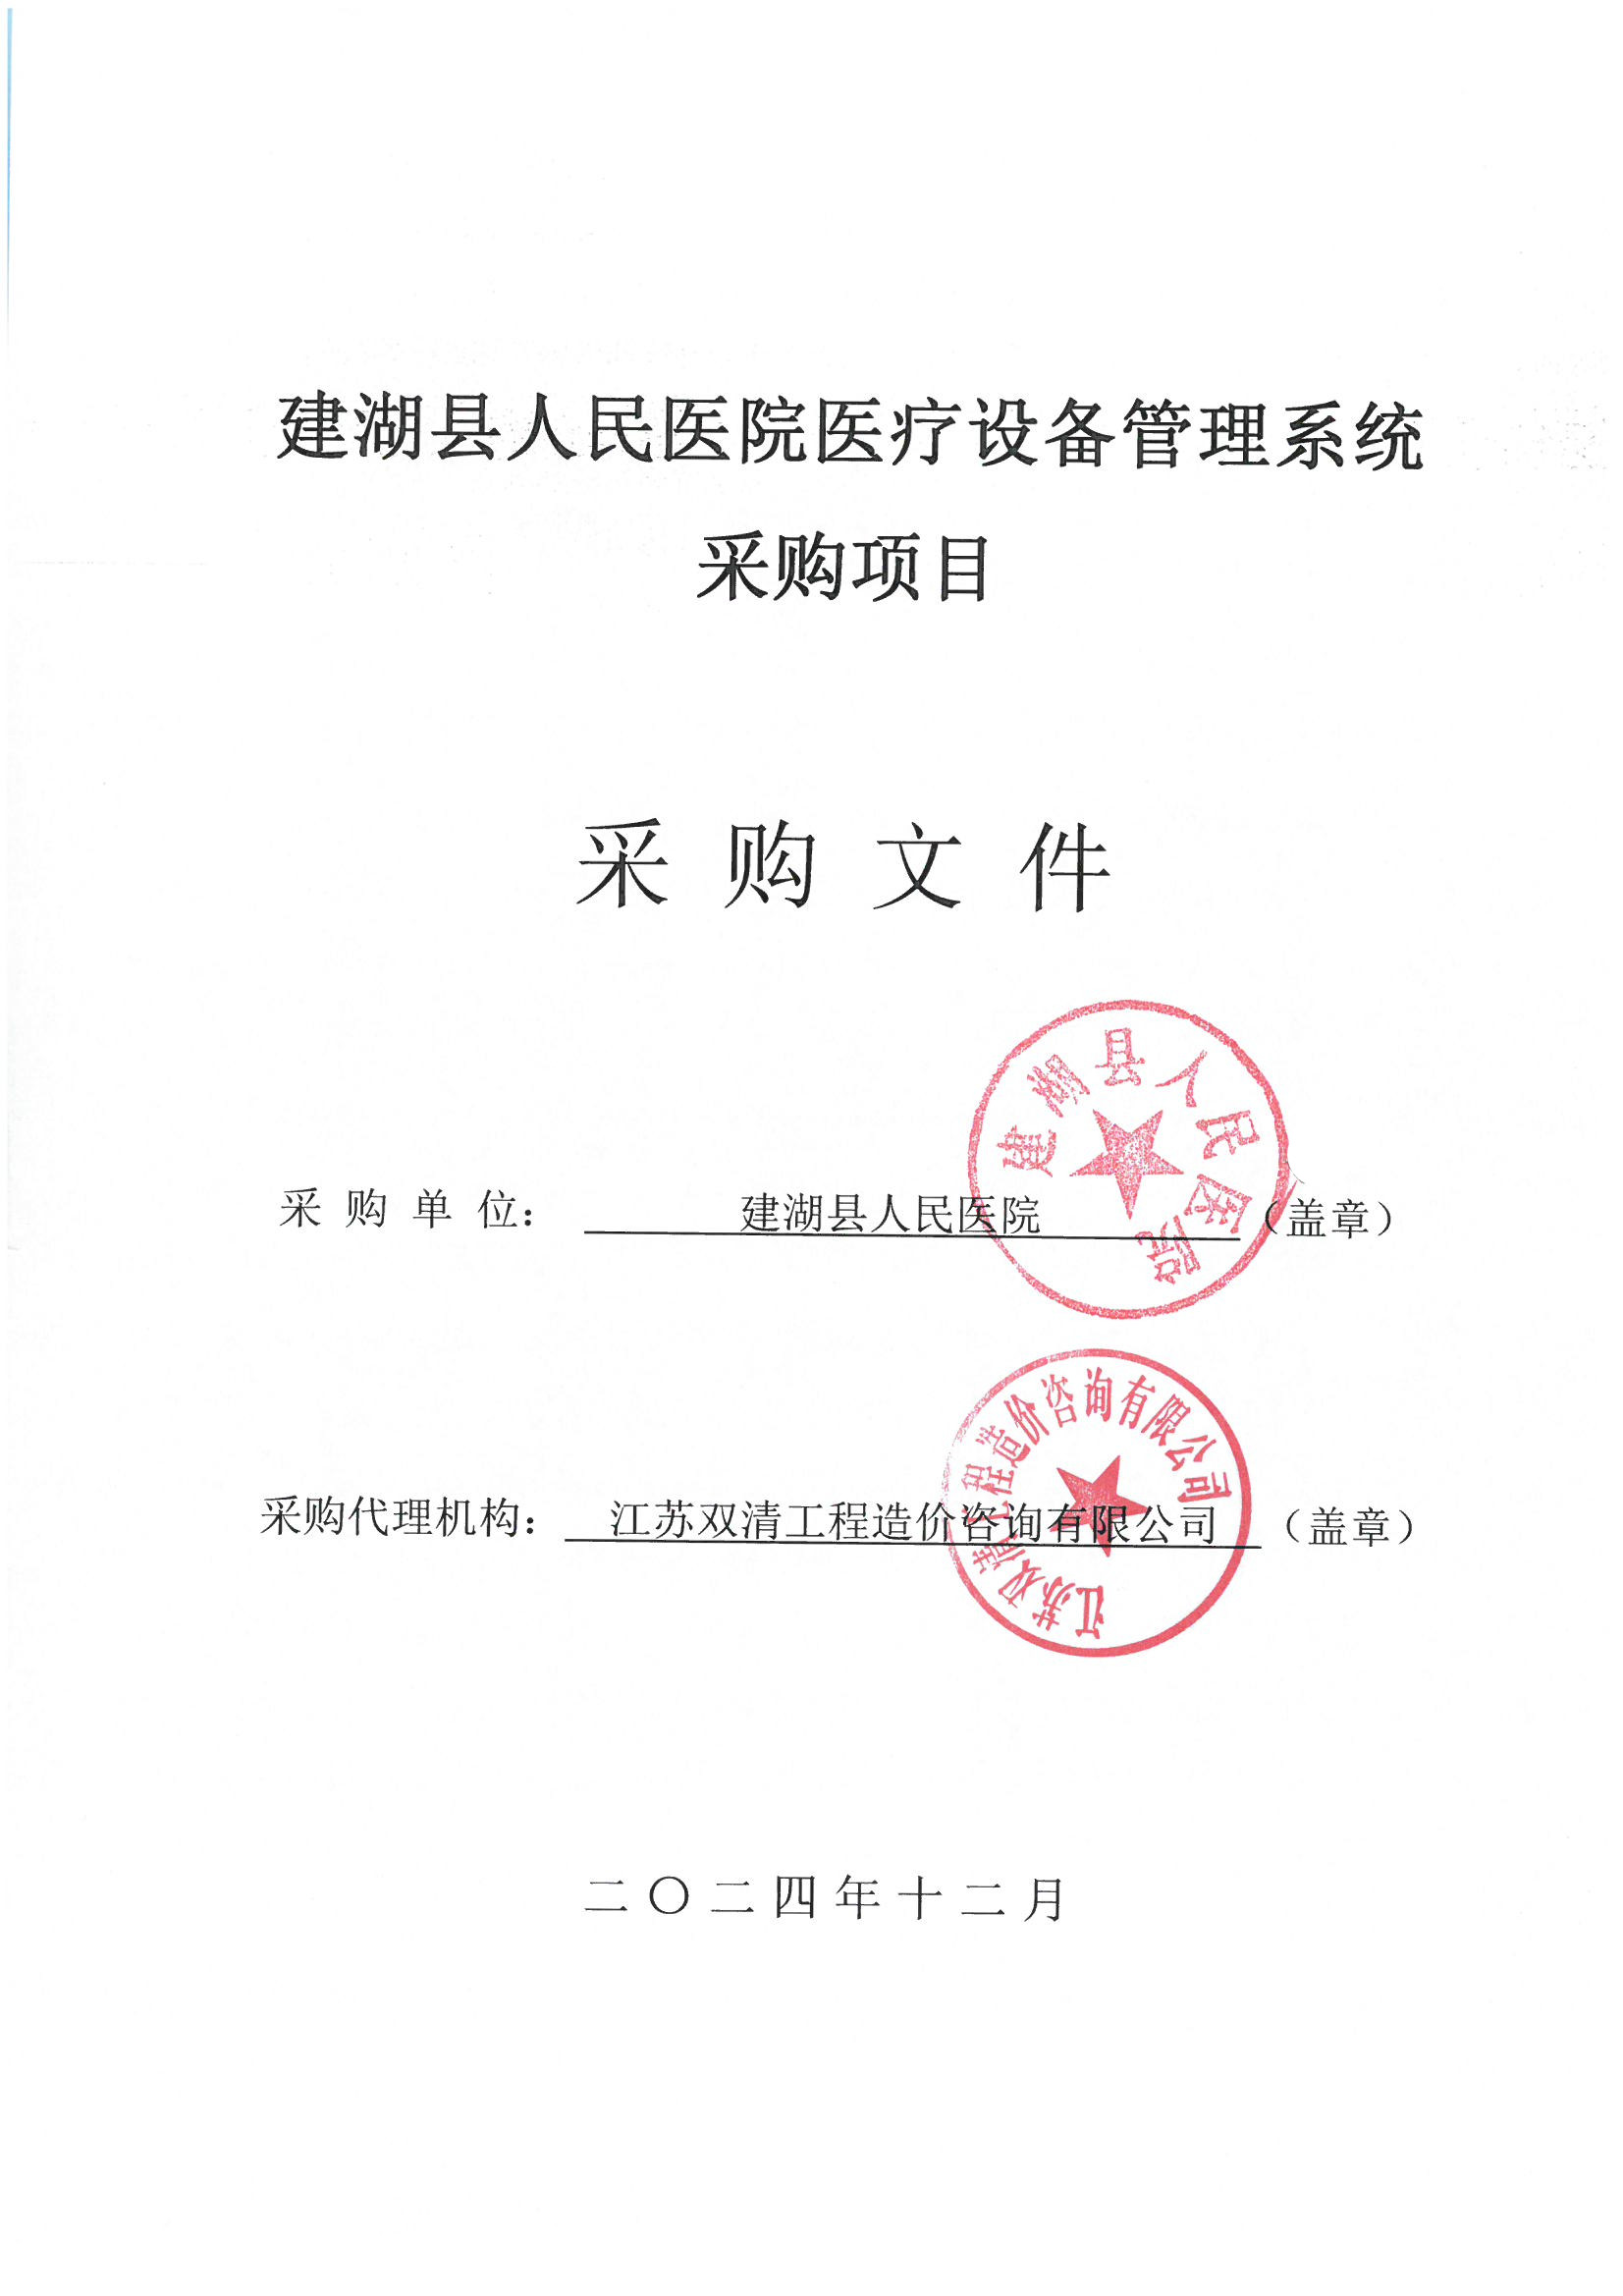 建湖县人民医院医疗设备管理系统
采购项目
采购文件
建湖县人民医院
采购单位： 建湖县人民医院 （盖章）
江苏双清工程造价咨询有限公司
采购代理机构： 江苏双清工程造价咨询有限公司 （盖章）
二〇二四年十二月